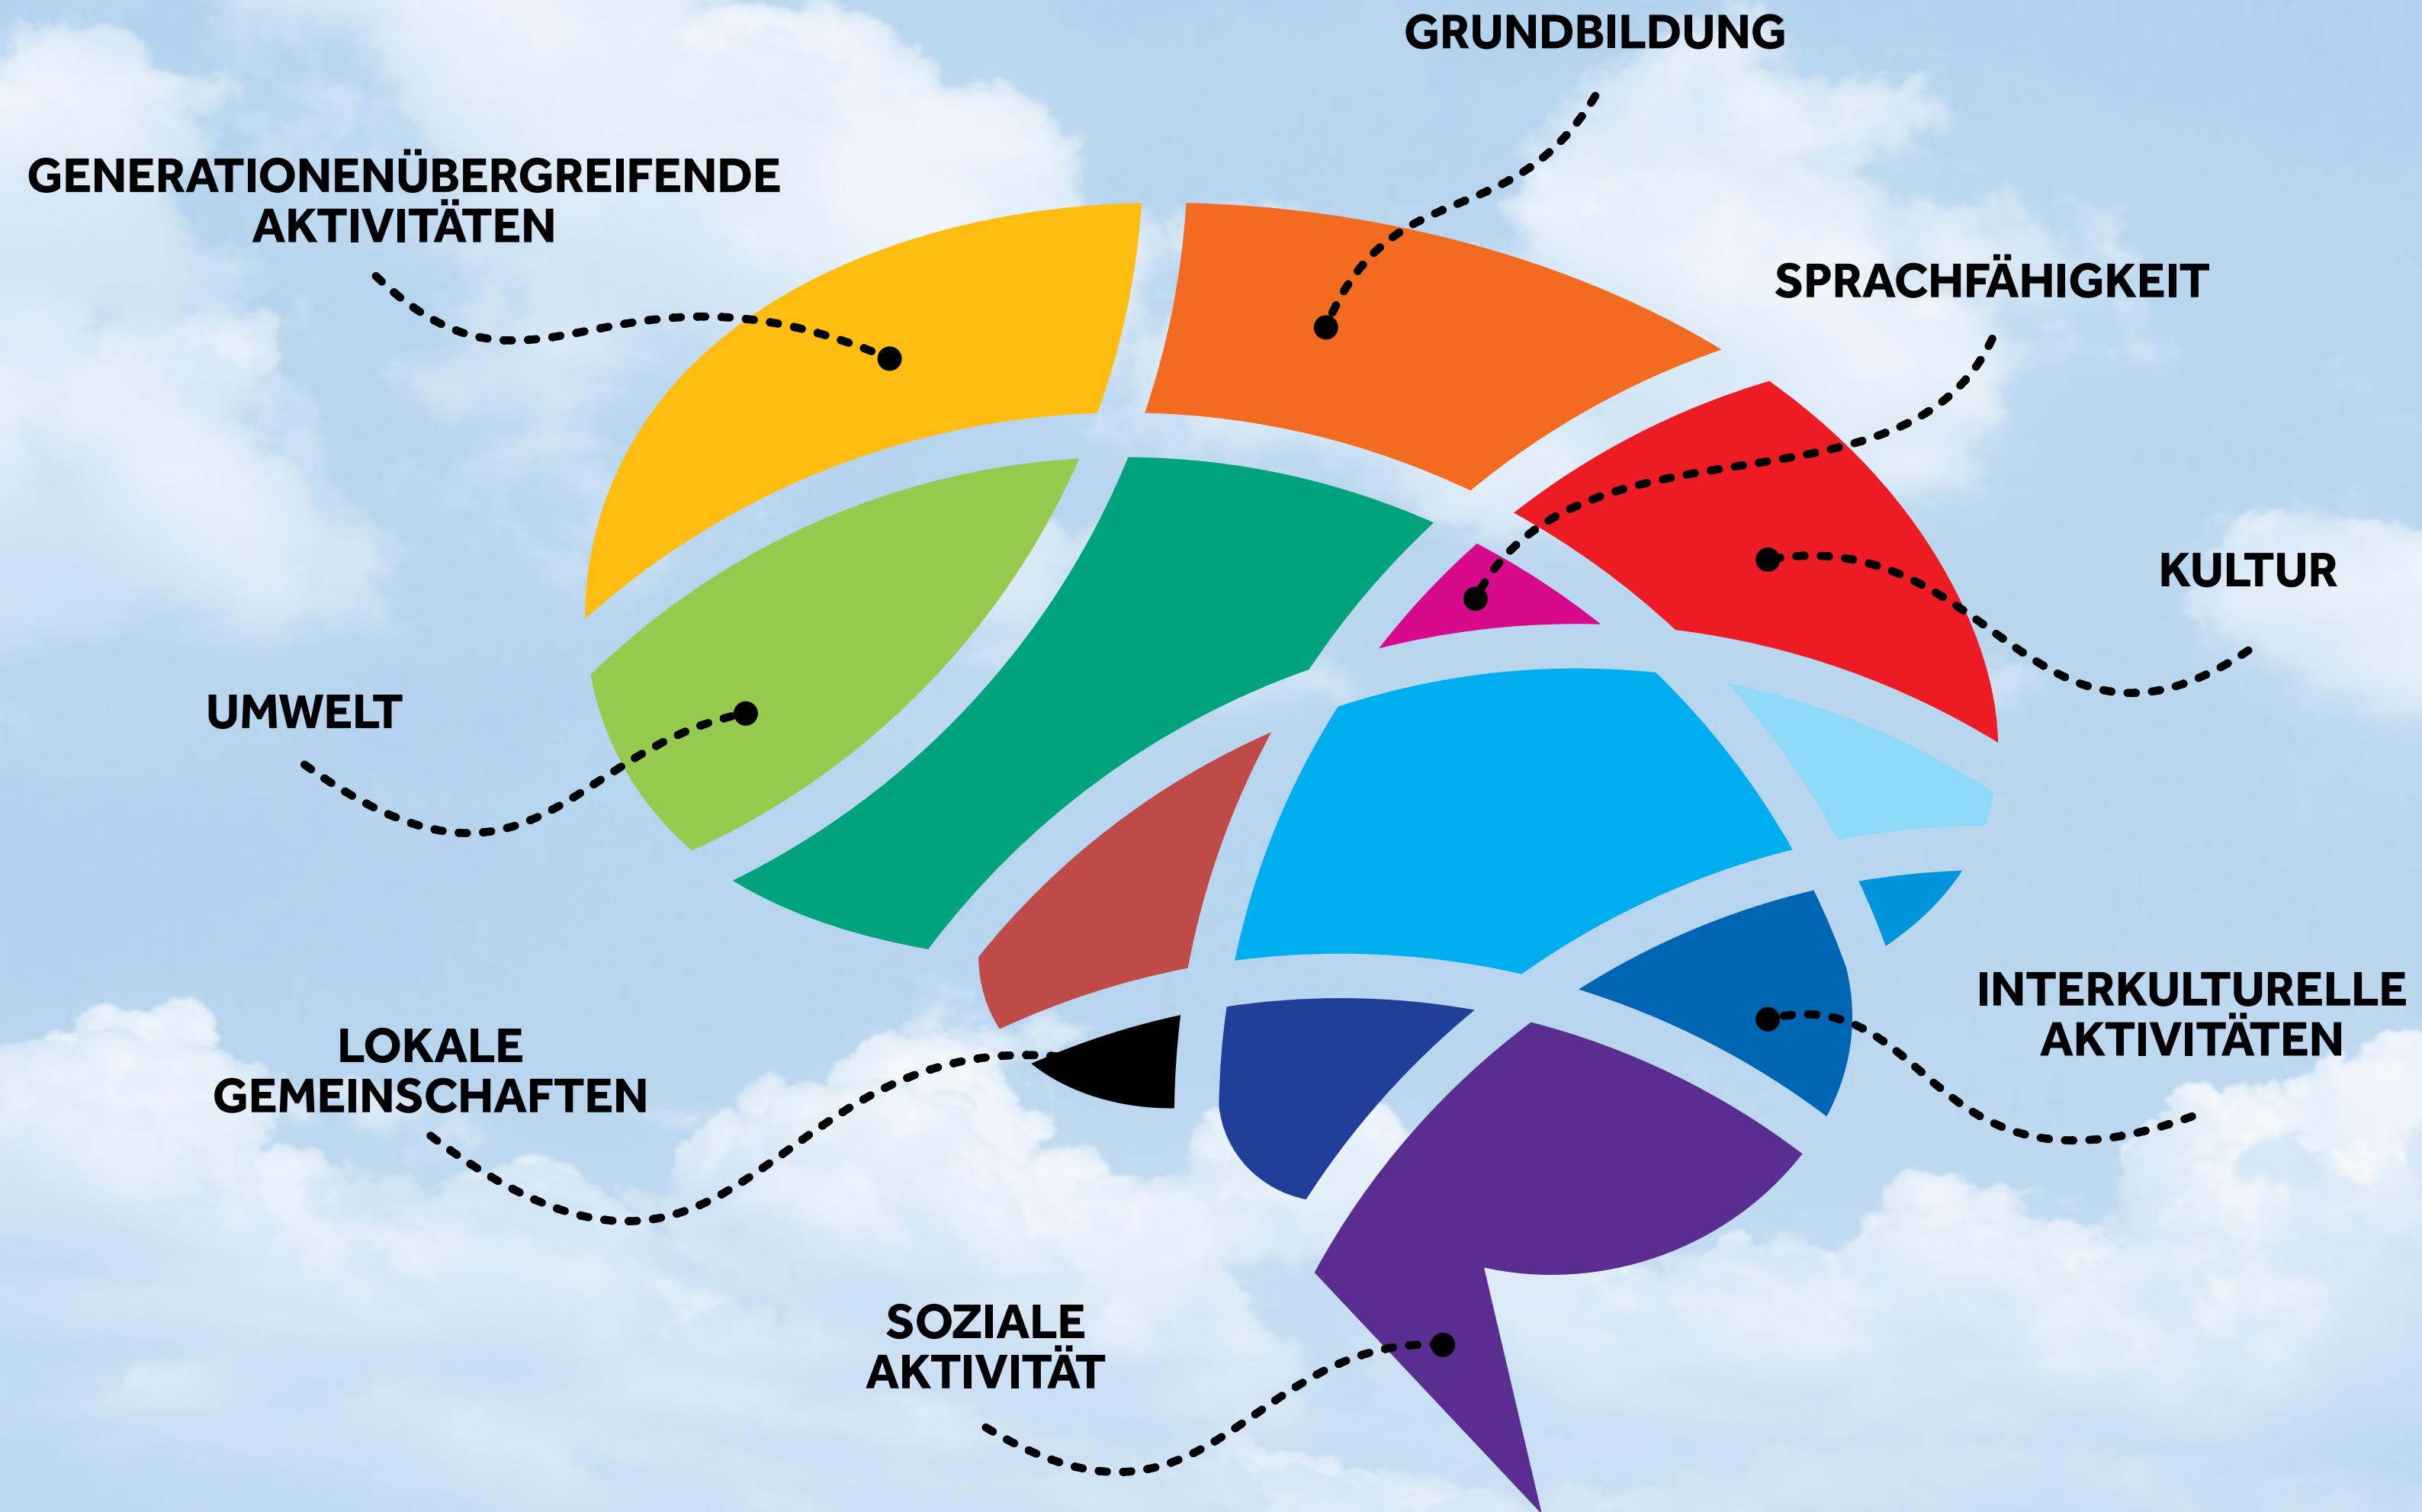 GRUNDBILDUNG
GENERATIONENÜBERGREIFENDE
AKTIVITÄTEN
SPRACHFÄHIGKEIT
KULTUR
UMWELT
INTERKULTURELLE
AKTIVITÄTEN
LOKALE
GEMEINSCHAFTEN
SOZIALE
AKTIVITÄT